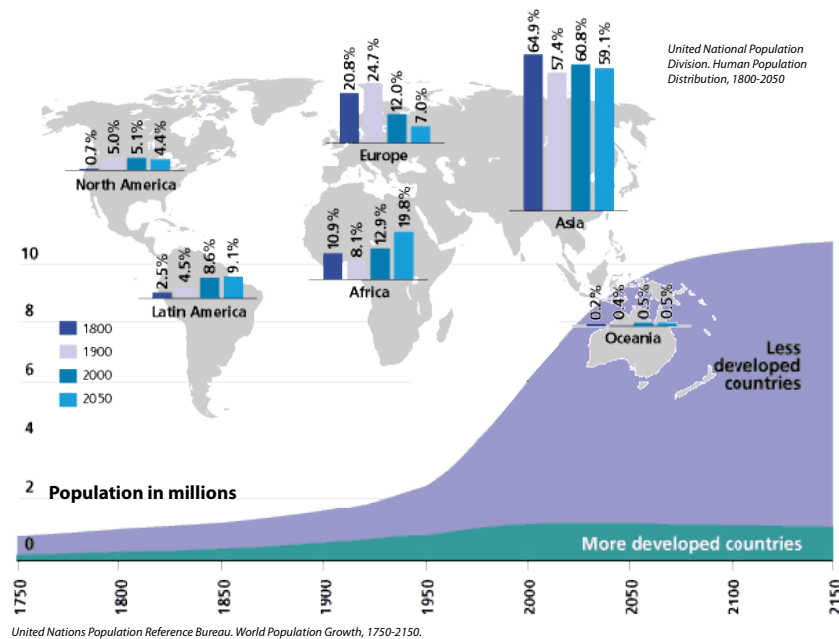 United National Population
Division. Human Population
Distribution, 1800-2050
64.9%
57.4%
60.8%
59.1%
Asia
20.8%
24.7%
12.0%
7.0%
Europe
0.7%
5.0%
5.1%
4.4%
North America
10.9%
8.1%
12.9%
19.8%
Africa
2.5%
4.5%
8.6%
9.1%
Latin America
0.2%
0.4%
0.5%
0.5%
Oceania
1800
1900
2000
2050
10
8
6
4
2
0
Less
developed
countries
Population in millions
More developed countries
1750
1800
1850
1900
1950
2000
2050
2100
2150
United Nations Population Reference Bureau. World Population Growth, 1750-2150.